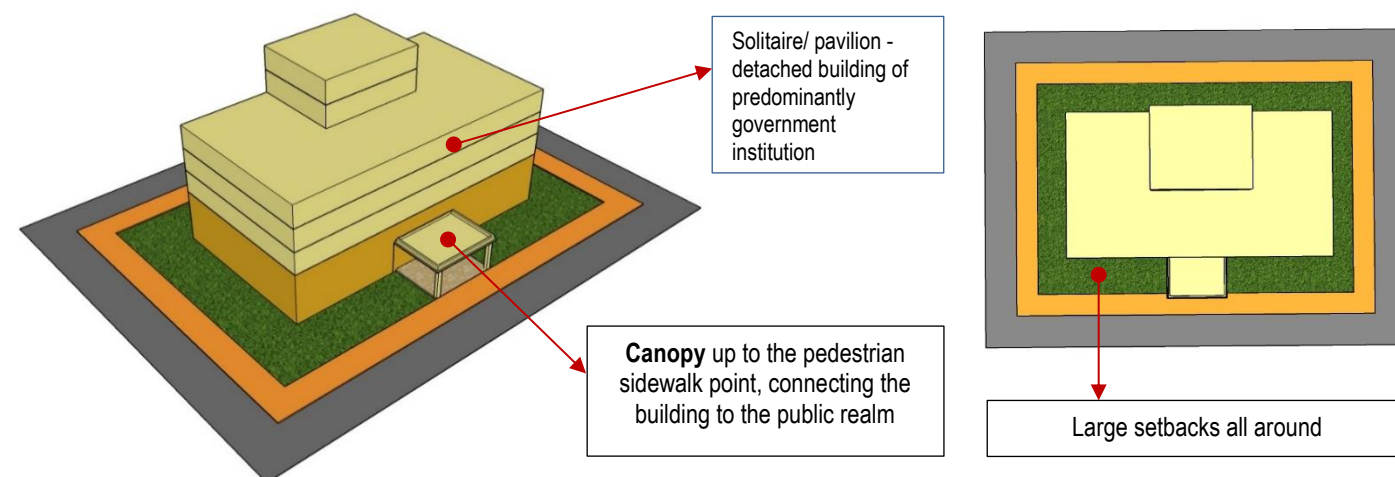 Solitaire/ pavilion -
detached building of
predominantly
government
institution
Canopy up to the pedestrian
sidewalk point, connecting the
building to the public realm
Large setbacks all around